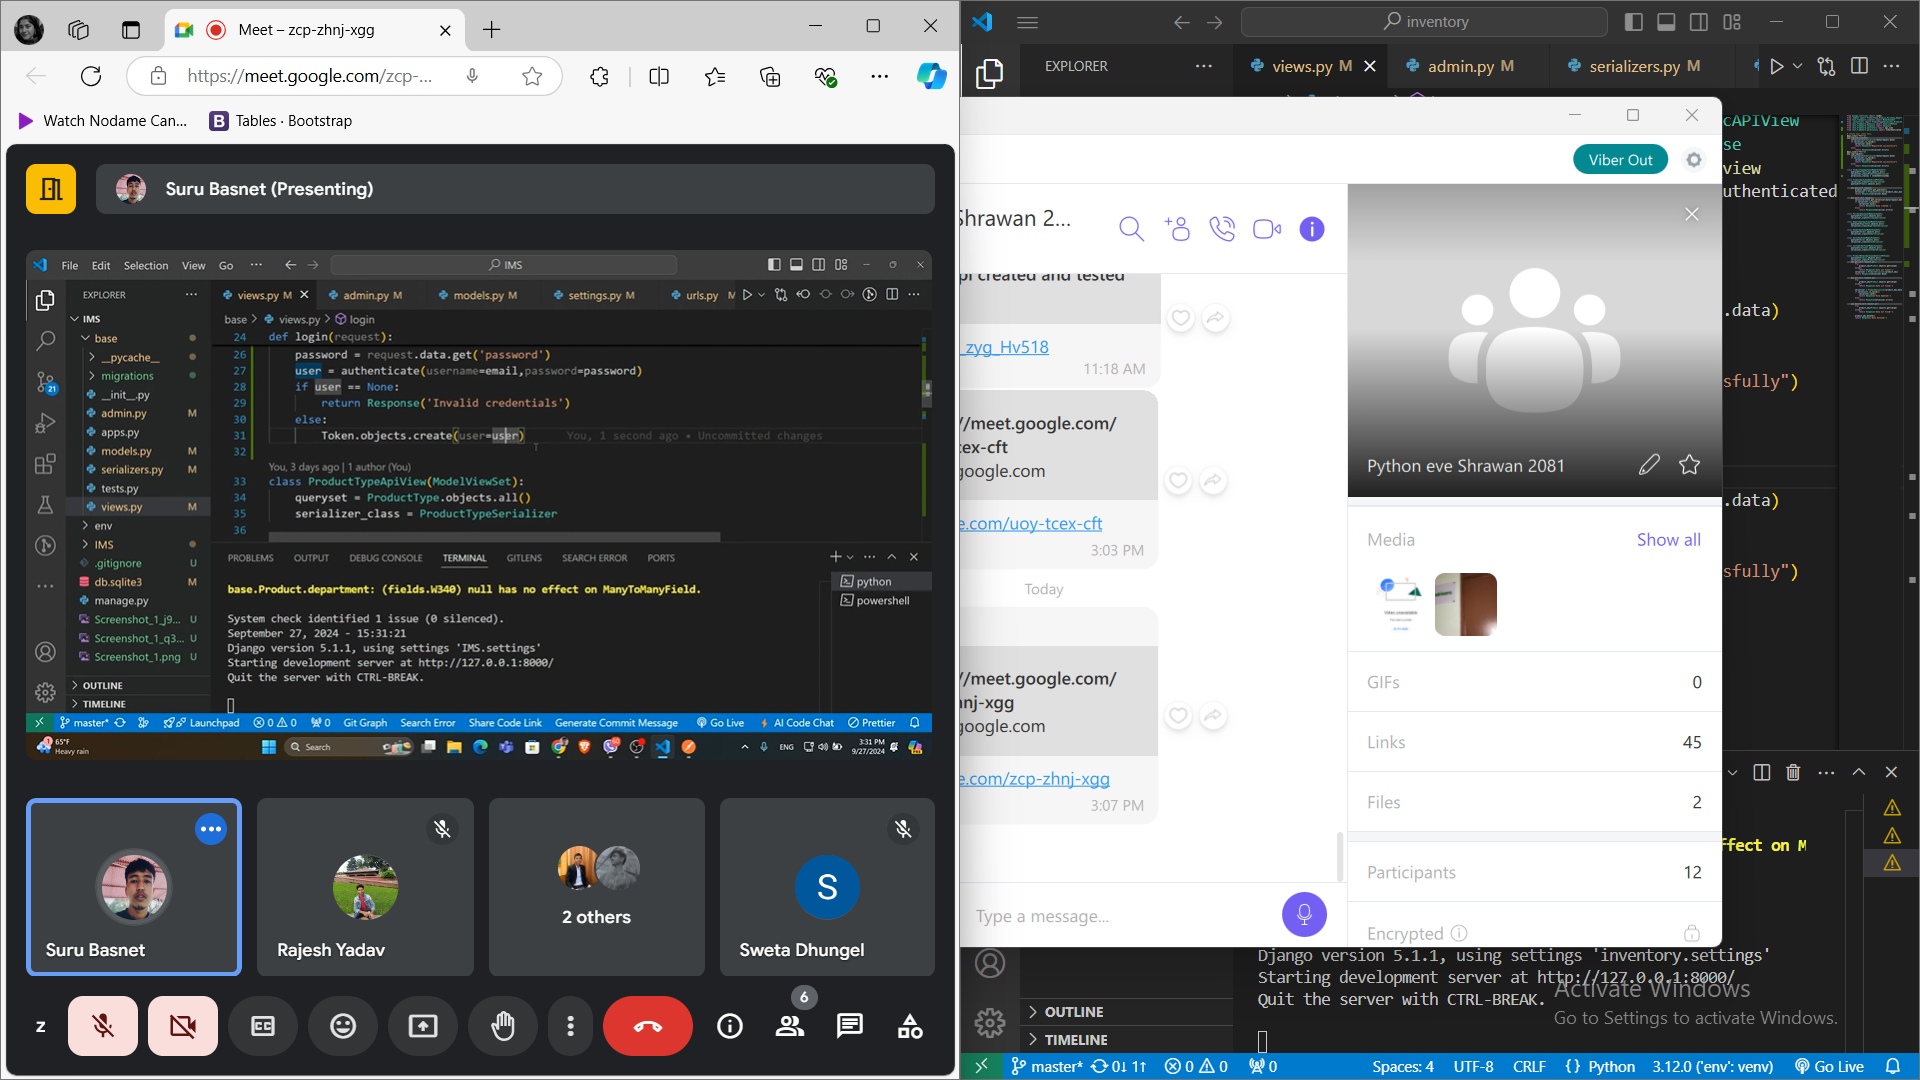 Meet – zcp-zhnj-xgg
https://meet.google.com/zcp-...
Watch Nodame Can...
B Tables · Bootstrap
Suru Basnet (Presenting)
File Edit Selection View Go ··· IMS
EXPLORER
views.py M admin.py M models.py M settings.py M urls.py M
base > views.py > login
IMS
base
__pycache__
migrations
__init__.py
admin.py M
apps.py
models.py M
serializers.py M
tests.py
views.py M
env
IMS
.gitignore U
db.sqlite3 M
manage.py
Screenshot_1_j9... U
Screenshot_1_q3... U
Screenshot_1.png U
OUTLINE
TIMELINE
21
24 def login(request):
26 password = request.data.get('password')
27 user = authenticate(username=email,password=password)
28 if user == None:
29 return Response('Invalid credentials')
30 else:
31 Token.objects.create(user=user) You, 1 second ago • Uncommitted changes
32
You, 3 days ago | 1 author (You)
33 class ProductTypeApiView(ModelViewSet):
34 queryset = ProductType.objects.all()
35 serializer_class = ProductTypeSerializer
36
PROBLEMS OUTPUT DEBUG CONSOLE TERMINAL GITLENS SEARCH ERROR PORTS
python
powershell
base.Product.department: (fields.W340) null has no effect on ManyToManyField.
System check identified 1 issue (0 silenced).
September 27, 2024 - 15:31:21
Django version 5.1.1, using settings 'IMS.settings'
Starting development server at http://127.0.0.1:8000/
Quit the server with CTRL-BREAK.
master* Launchpad 0 0 0 Git Graph Search Error Share Code Link Generate Commit Message Go Live AI Code Chat Prettier
65°F
Heavy rain
Search
ENG
3:31 PM
9/27/2024
Suru Basnet
Rajesh Yadav
2 others
S
Sweta Dhungel
z
6
inventory
EXPLORER
views.py M admin.py M serializers.py M
cAPIView
se
view
uthenticated
.data)
sfully")
.data)
sfully")
Viber Out
Shrawan 2...
pi created and tested
_zyg_Hv518
11:18 AM
//meet.google.com/
tcex-cft
google.com
e.com/uoy-tcex-cft
3:03 PM
Today
//meet.google.com/
hnj-xgg
google.com
e.com/zcp-zhnj-xgg
3:07 PM
Type a message...
Python eve Shrawan 2081
Media Show all
GIFs 0
Links 45
Files 2
Participants 12
Encrypted
ffect on M
Django version 5.1.1, using settings 'inventory.settings'
Starting development server at http://127.0.0.1:8000/
Quit the server with CTRL-BREAK.
Activate Windows
Go to Settings to activate Windows.
OUTLINE
TIMELINE
master* 0↓ 1↑ 0 0 0 Spaces: 4 UTF-8 CRLF {} Python 3.12.0 ('env': venv) Go Live